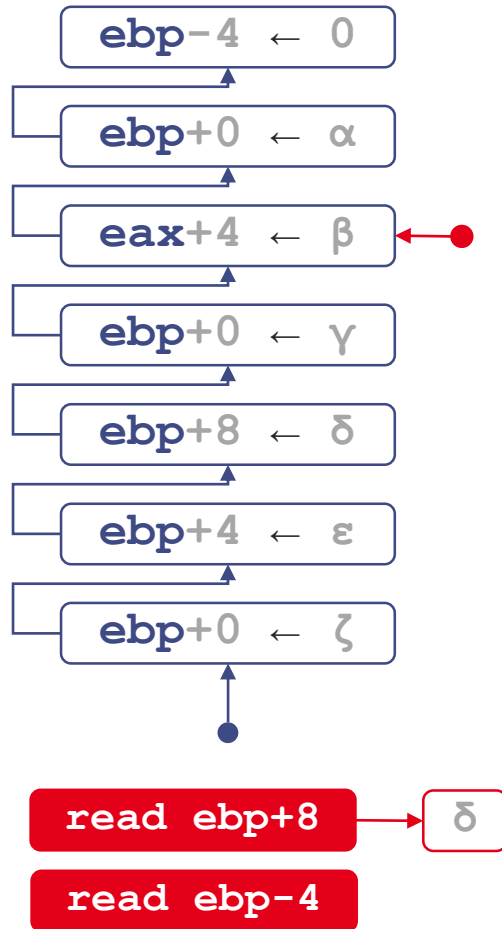 ebp-4 ← 0
ebp+0 ← α
eax+4 ← β
ebp+0 ← γ
ebp+8 ← δ
ebp+4 ← ε
ebp+0 ← ζ
read ebp+8 δ
read ebp-4